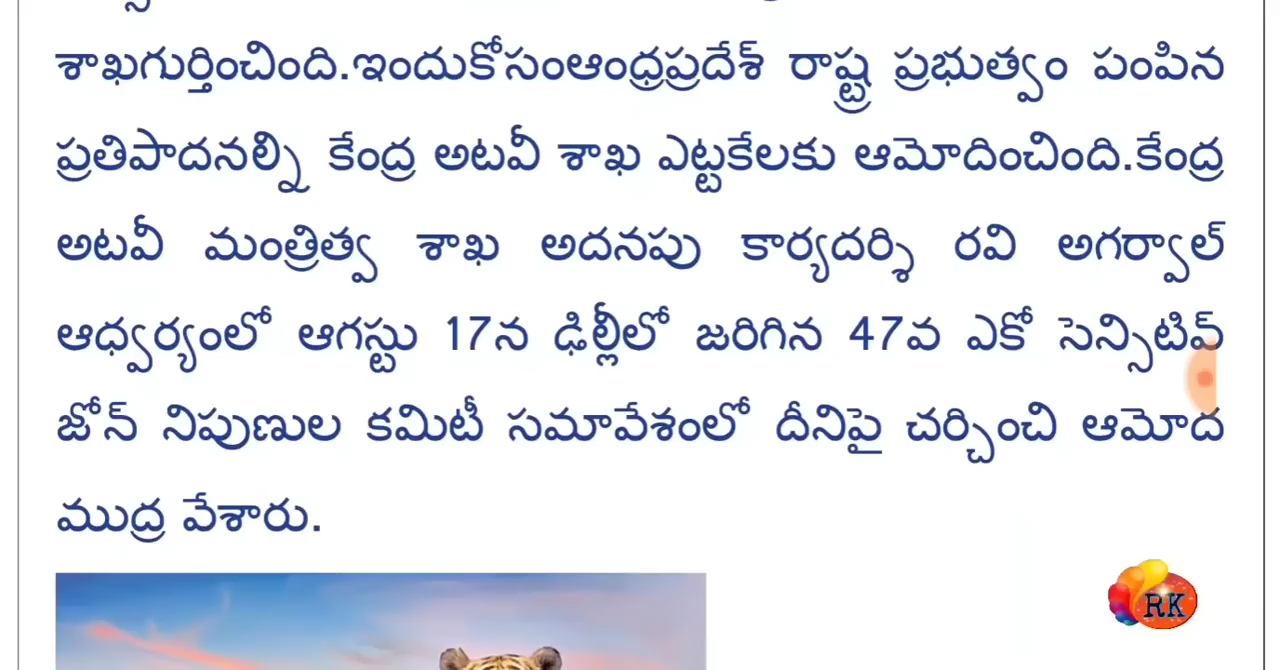 శాఖగుర్తించింది.ఇందుకోసంఆంధ్రప్రదేశ్ రాష్ట్ర ప్రభుత్వం పంపిన
ప్రతిపాదనల్ని కేంద్ర అటవీ శాఖ ఎట్టకేలకు ఆమోదించింది.కేంద్ర
అటవీ మంత్రిత్వ శాఖ అదనపు కార్యదర్శి రవి అగర్వాల్
ఆధ్వర్యంలో ఆగస్టు 17న ఢిల్లీలో జరిగిన 47వ ఎకో సెన్సిటివ్
జోన్ నిపుణుల కమిటీ సమావేశంలో దీనిపై చర్చించి ఆమోద
ముద్ర వేశారు.
RK